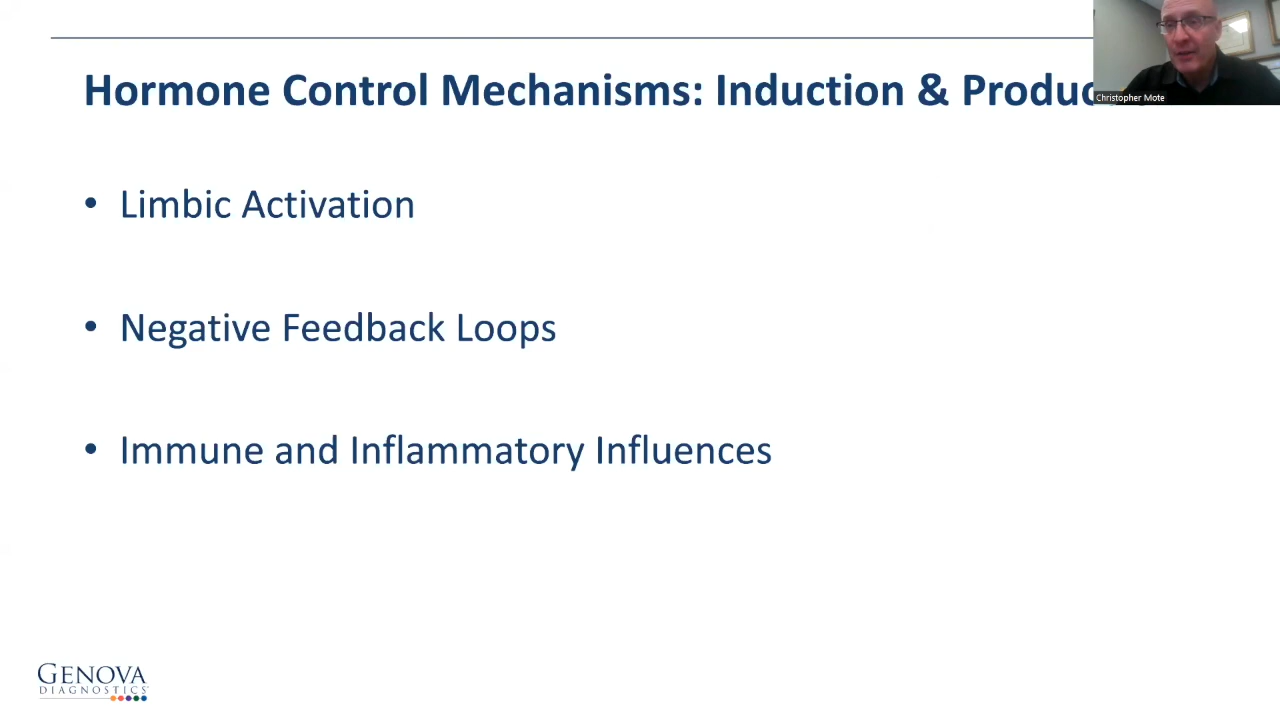 Hormone Control Mechanisms: Induction & Produc
Christopher Mote
• Limbic Activation
• Negative Feedback Loops
• Immune and Inflammatory Influences
GENOVA
DIAGNOSTICS